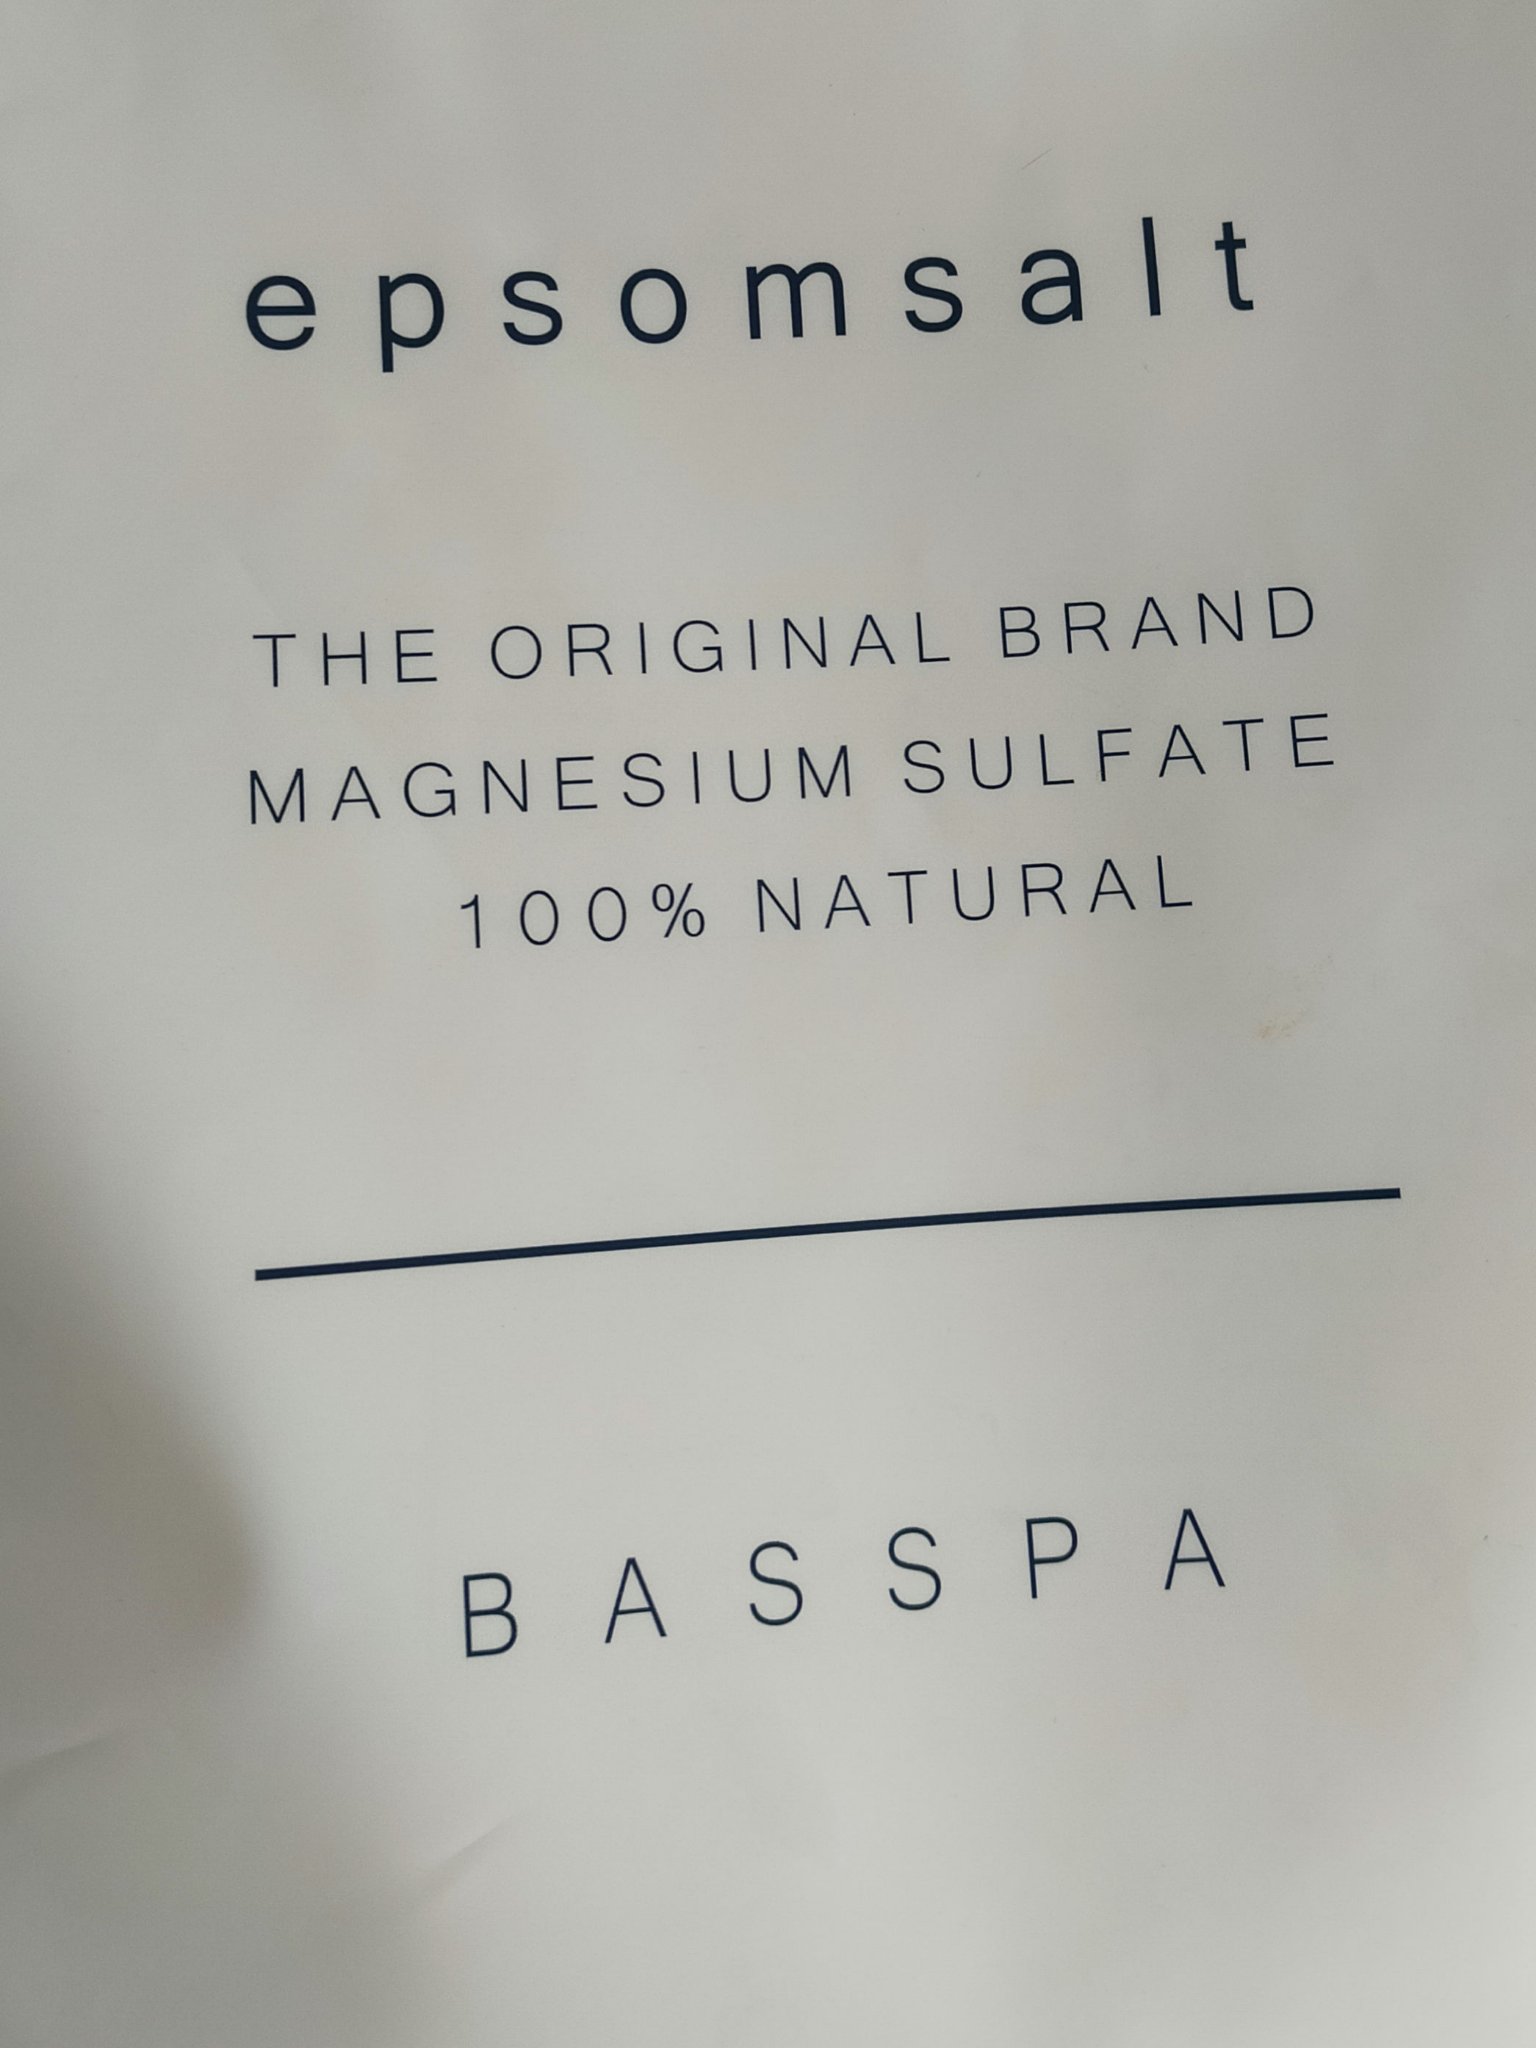 epsomsalt
THE ORIGINAL BRAND
MAGNESIUM SULFATE
100% NATURAL
BASSPA